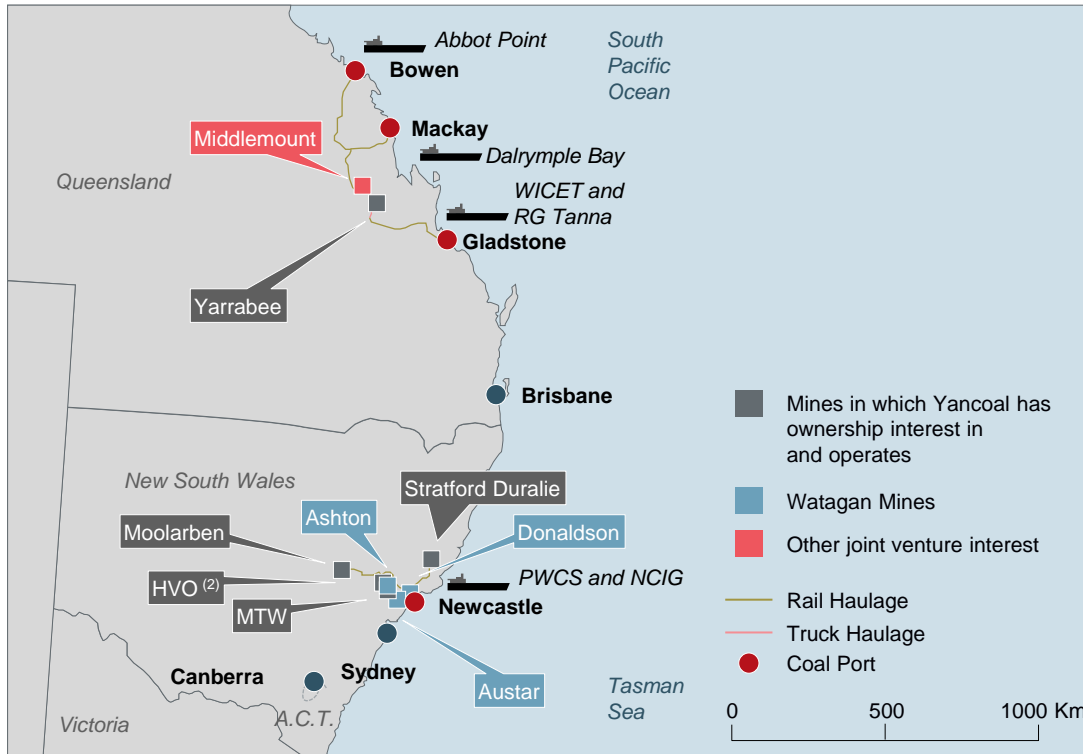 Abbot Point
Bowen
South
Pacific
Ocean
Middlemount
Mackay
Dalrymple Bay
Queensland
WICET and
RG Tanna
Gladstone
Yarrabee
Brisbane
Mines in which Yancoal has
ownership interest in
and operates
New South Wales
Stratford Duralie
Ashton
Watagan Mines
Moolarben
Donaldson
Other joint venture interest
HVO (2)
PWCS and NCIG
MTW
Newcastle
Rail Haulage
Truck Haulage
Coal Port
Canberra
Sydney
Austar
Tasman
Sea
A.C.T.
Victoria
0 500 1000 Km